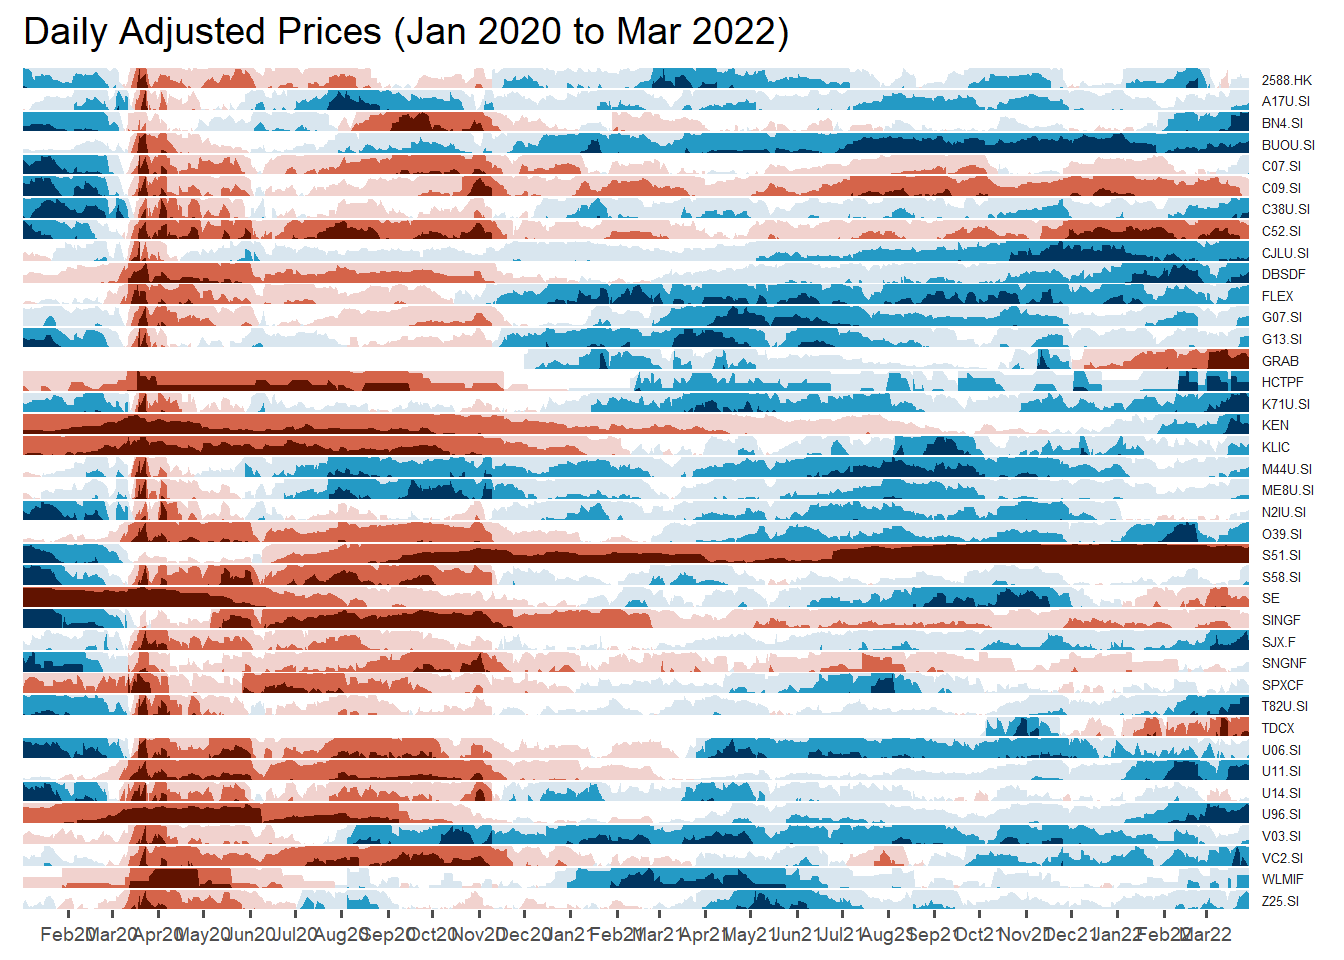 Daily Adjusted Prices (Jan 2020 to Mar 2022)
2588.HK
A17U.SI
BN4.SI
BUOU.SI
C07.SI
C09.SI
C38U.SI
C52.SI
CJLU.SI
DBSDF
FLEX
G07.SI
G13.SI
GRAB
HCTPF
K71U.SI
KEN
KLIC
M44U.SI
ME8U.SI
N2IU.SI
O39.SI
S51.SI
S58.SI
SE
SINGF
SJX.F
SNGNF
SPXCF
T82U.SI
TDCX
U06.SI
U11.SI
U14.SI
U96.SI
V03.SI
VC2.SI
WLMIF
Z25.SI
Feb20 Mar20 Apr20 May20 Jun20 Jul20 Aug20 Sep20 Oct20 Nov20 Dec20 Jan21 Feb21 Mar21 Apr21 May21 Jun21 Jul21 Aug21 Sep21 Oct21 Nov21 Dec21 Jan22 Feb22 Mar22